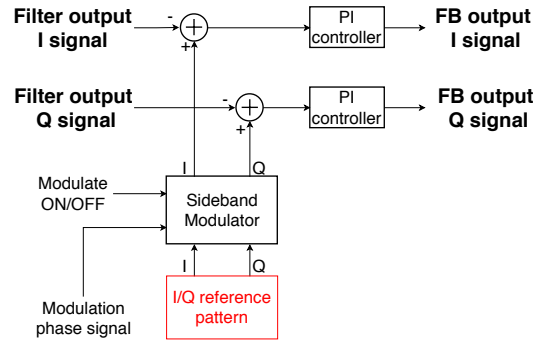 Filter output
I signal
-
+
PI
controller
FB output
I signal
Filter output
Q signal
-
+
PI
controller
FB output
Q signal
I
Q
Modulate
ON/OFF
Sideband
Modulator
I
Q
Modulation
phase signal
I/Q reference
pattern